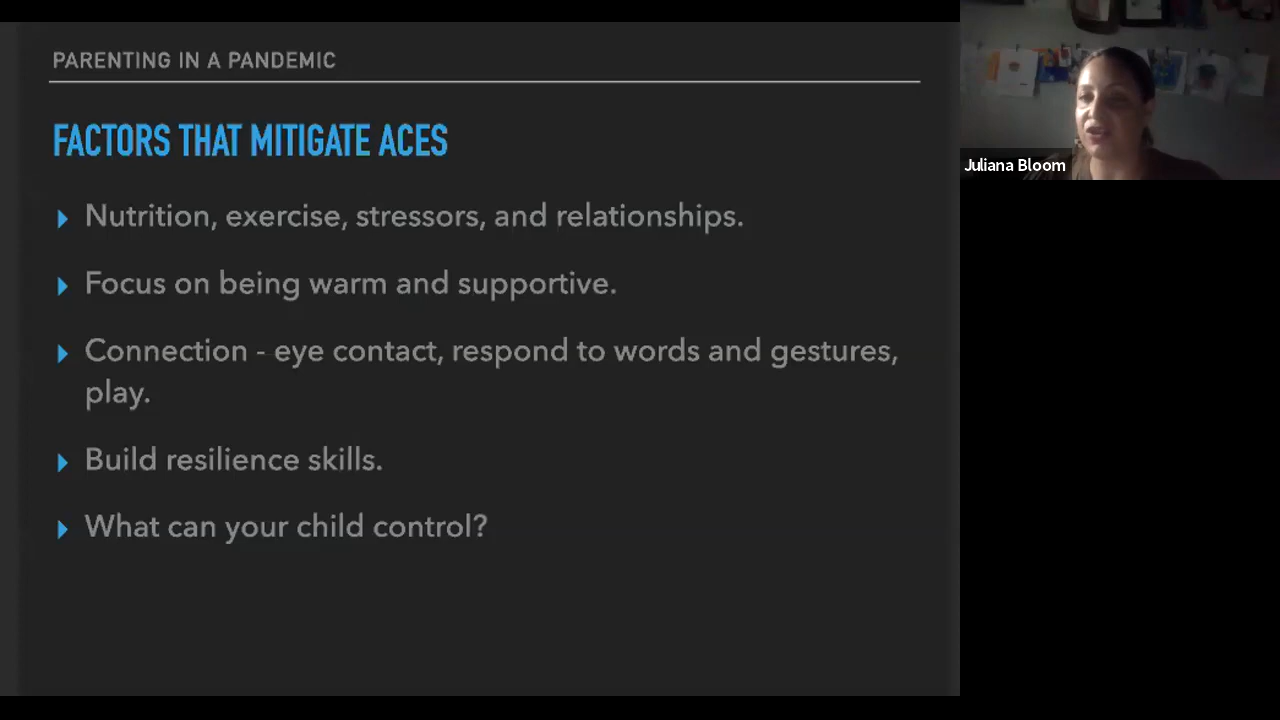 PARENTING IN A PANDEMIC
FACTORS THAT MITIGATE ACES
Nutrition, exercise, stressors, and relationships.
Focus on being warm and supportive.
Connection - eye contact, respond to words and gestures,
play.
Build resilience skills.
What can your child control?
Juliana Bloom